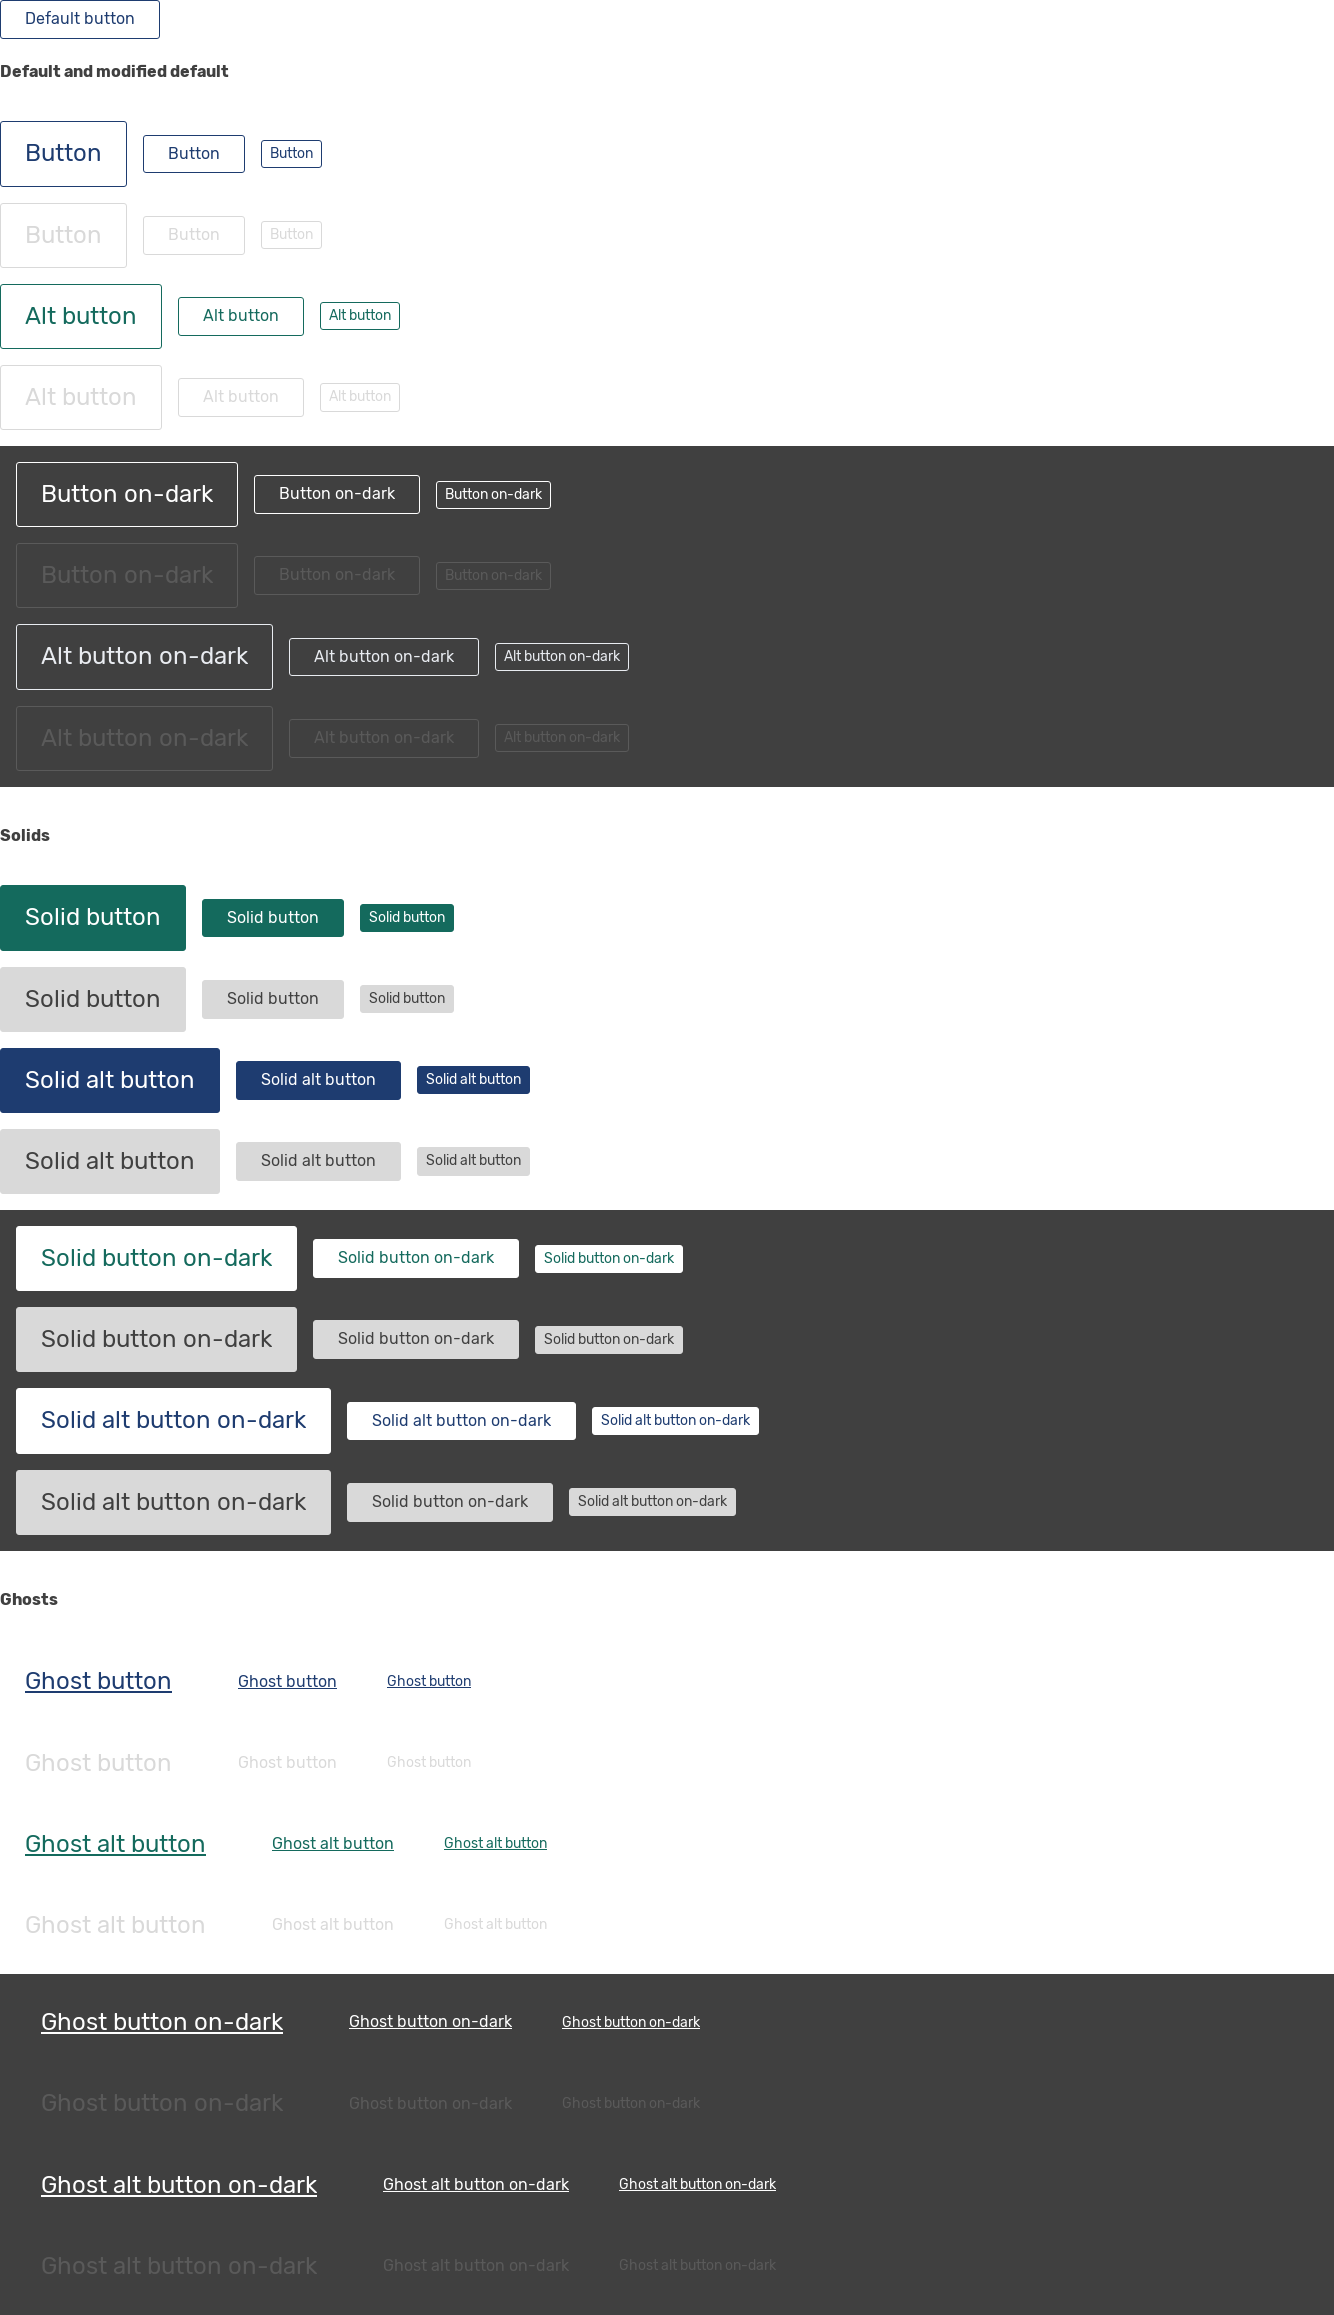 Default button
Default and modified default
Button Button Button
Button Button Button
Alt button Alt button Alt button
Alt button Alt button Alt button
Button on-dark Button on-dark Button on-dark
Button on-dark Button on-dark Button on-dark
Alt button on-dark Alt button on-dark Alt button on-dark
Alt button on-dark Alt button on-dark Alt button on-dark
Solids
Solid button Solid button Solid button
Solid button Solid button Solid button
Solid alt button Solid alt button Solid alt button
Solid alt button Solid alt button Solid alt button
Solid button on-dark Solid button on-dark Solid button on-dark
Solid button on-dark Solid button on-dark Solid button on-dark
Solid alt button on-dark Solid alt button on-dark Solid alt button on-dark
Solid alt button on-dark Solid button on-dark Solid alt button on-dark
Ghosts
Ghost button Ghost button Ghost button
Ghost button Ghost button Ghost button
Ghost alt button Ghost alt button Ghost alt button
Ghost alt button Ghost alt button Ghost alt button
Ghost button on-dark Ghost button on-dark Ghost button on-dark
Ghost button on-dark Ghost button on-dark Ghost button on-dark
Ghost alt button on-dark Ghost alt button on-dark Ghost alt button on-dark
Ghost alt button on-dark Ghost alt button on-dark Ghost alt button on-dark